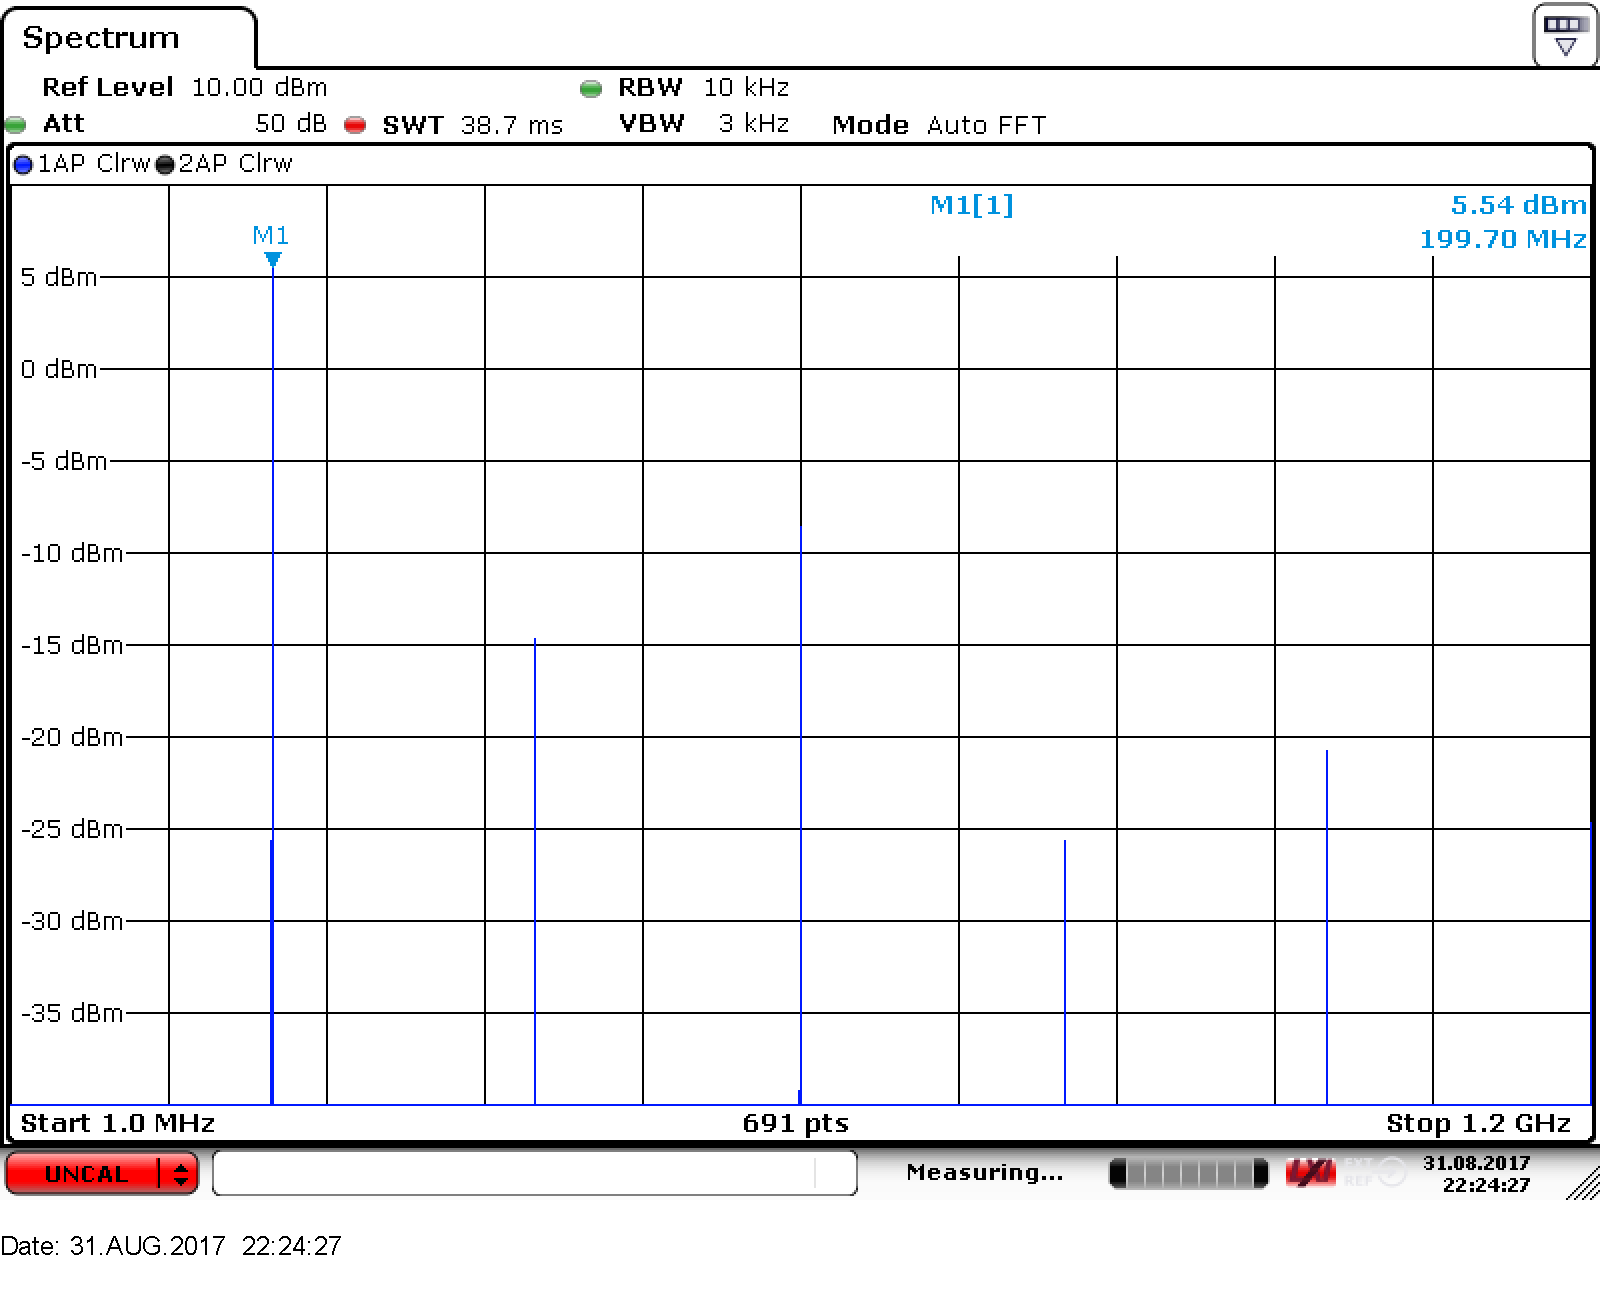 Spectrum
Ref Level 10.00 dBm RBW 10 kHz
Att 50 dB SWT 38.7 ms VBW 3 kHz Mode Auto FFT
1AP Clrw 2AP Clrw
M1[1] 5.54 dBm
199.70 MHz
M1
5 dBm
0 dBm
-5 dBm
-10 dBm
-15 dBm
-20 dBm
-25 dBm
-30 dBm
-35 dBm
Start 1.0 MHz 691 pts Stop 1.2 GHz
UNCAL Measuring... LXI EXT REF 31.08.2017
22:24:27
Date: 31.AUG.2017 22:24:27